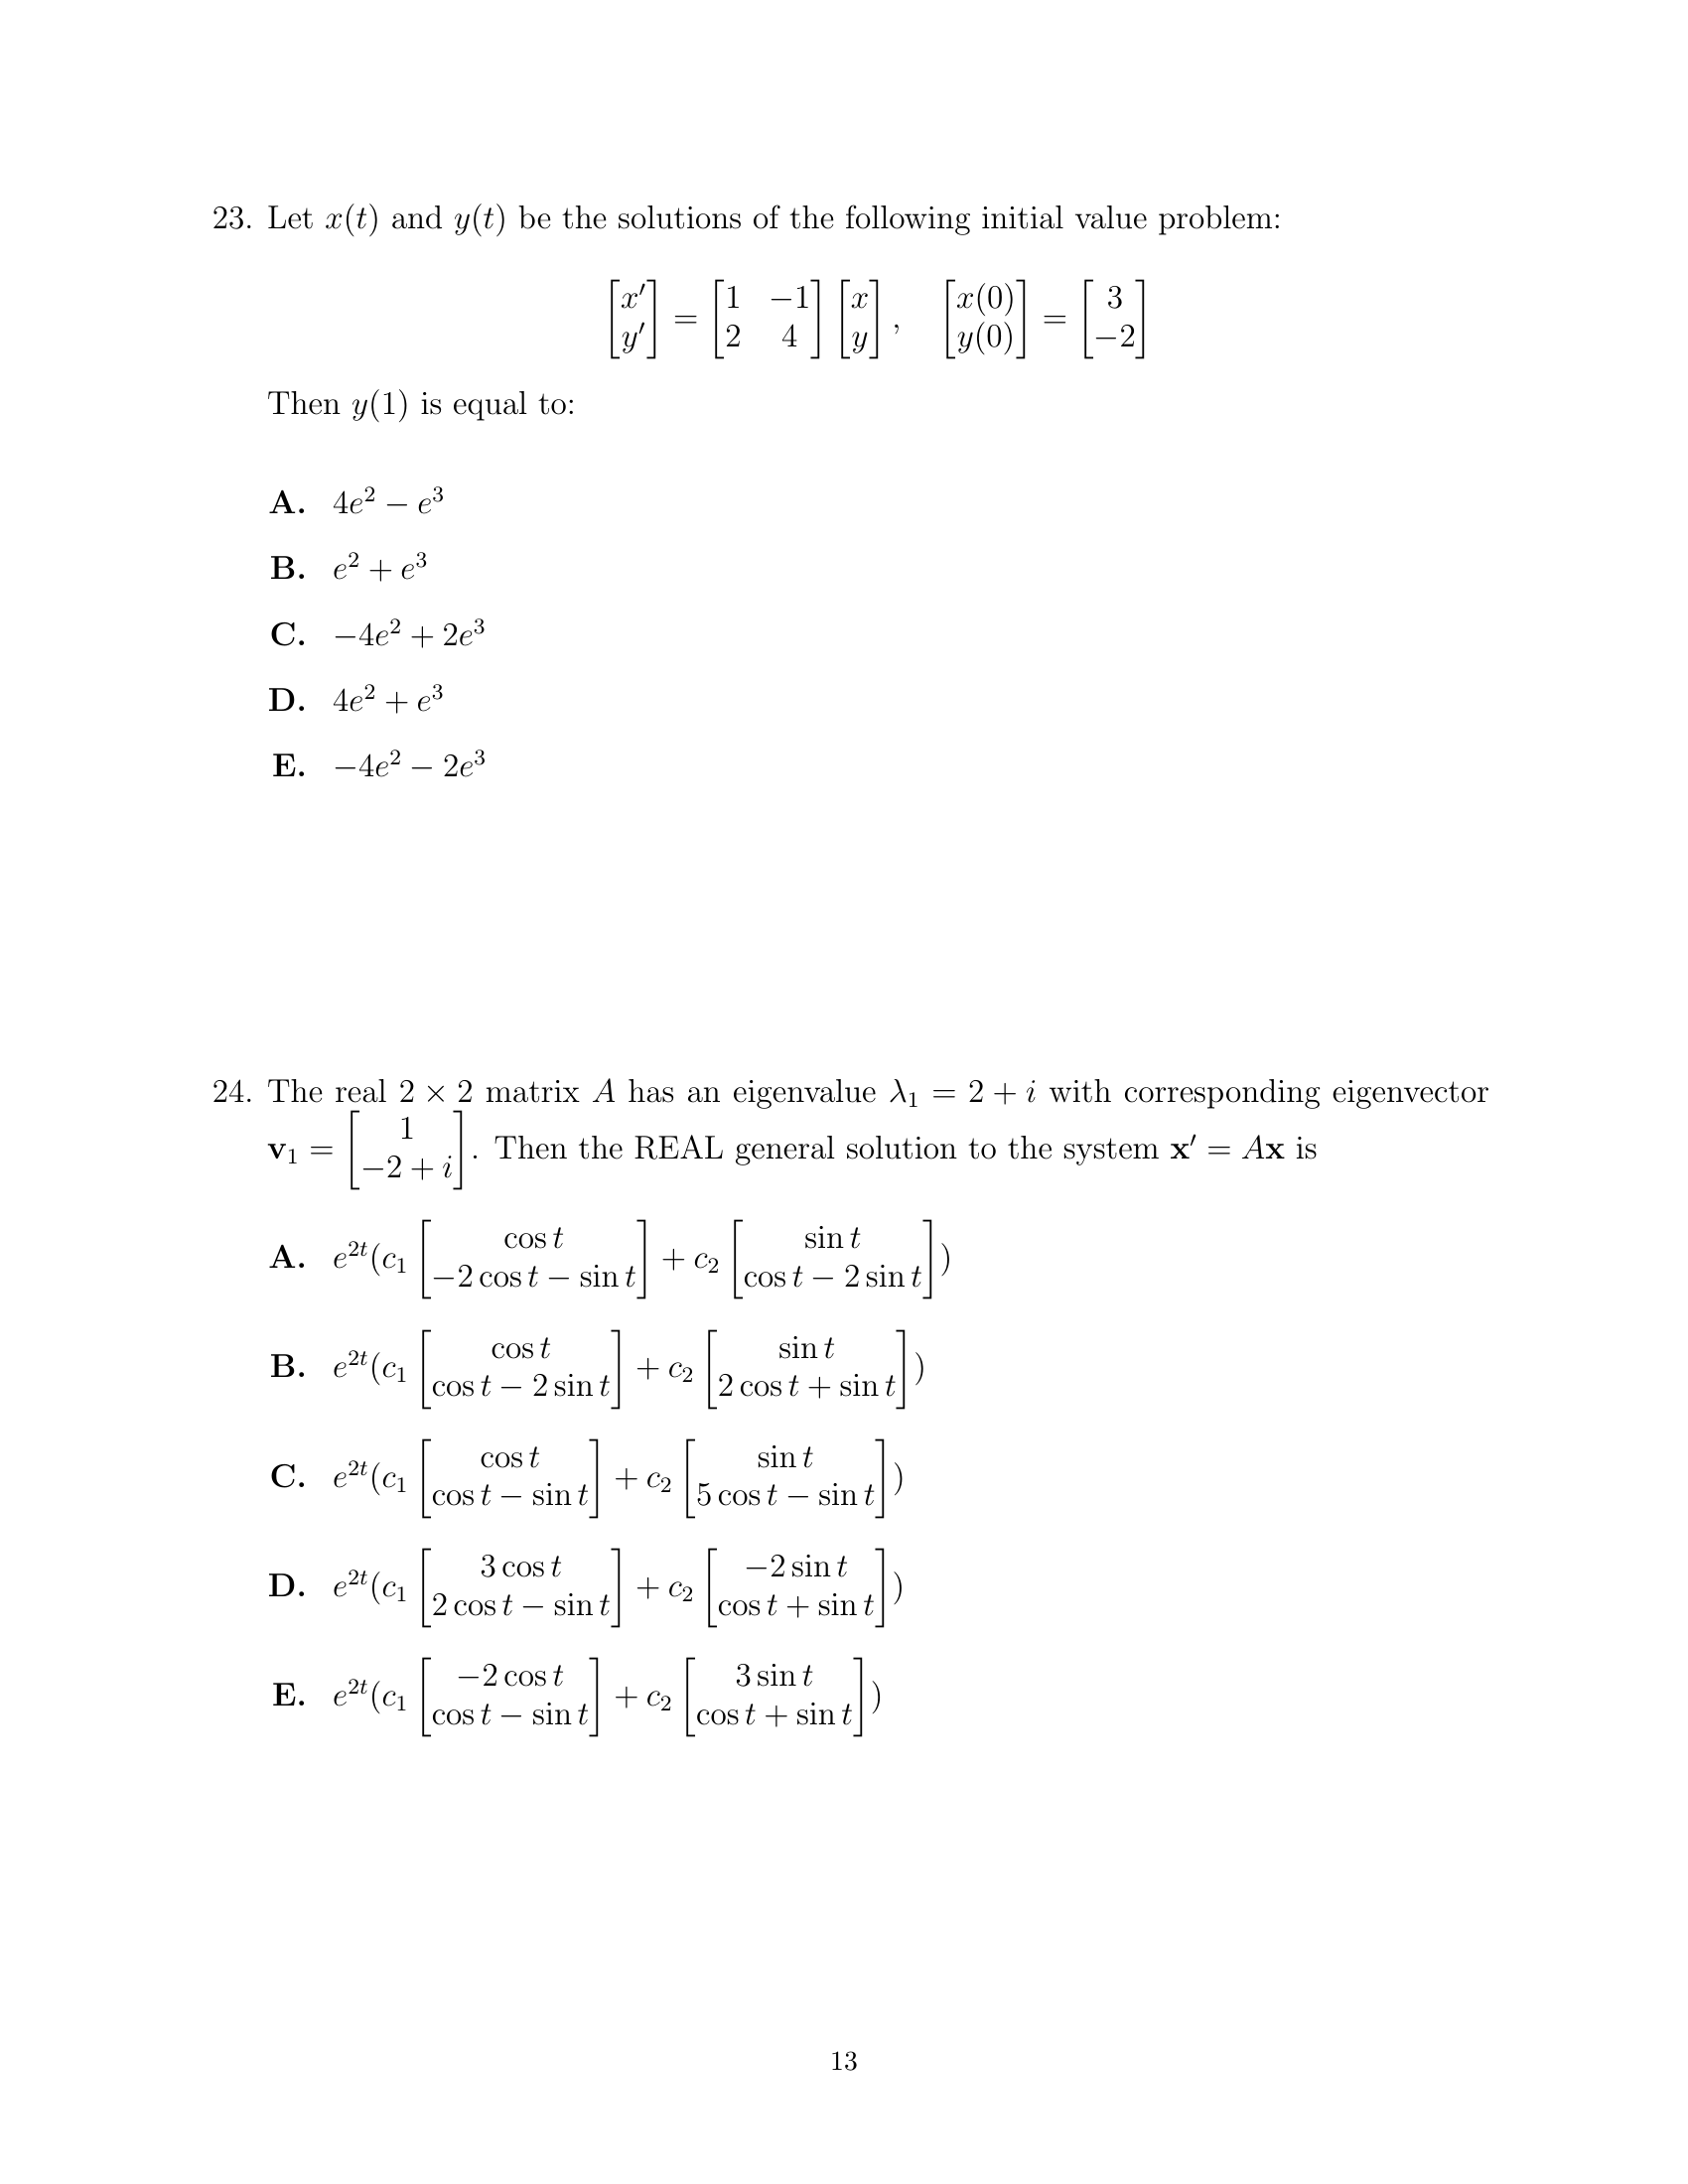 23. Let x(t) and y(t) be the solutions of the following initial value problem:
\begin{bmatrix} x' \\ y' \end{bmatrix} = \begin{bmatrix} 1 & -1 \\ 2 & 4 \end{bmatrix} \begin{bmatrix} x \\ y \end{bmatrix}, \quad \begin{bmatrix} x(0) \\ y(0) \end{bmatrix} = \begin{bmatrix} 3 \\ -2 \end{bmatrix}
Then y(1) is equal to:
A. 4e^2 − e^3
B. e^2 + e^3
C. −4e^2 + 2e^3
D. 4e^2 + e^3
E. −4e^2 − 2e^3
24. The real 2 × 2 matrix A has an eigenvalue λ_1 = 2 + i with corresponding eigenvector
\mathbf{v}_1 = \begin{bmatrix} 1 \\ -2 + i \end{bmatrix}. Then the REAL general solution to the system \mathbf{x}' = A\mathbf{x} is
A. e^{2t}(c_1 \begin{bmatrix} \cos t \\ -2\cos t - \sin t \end{bmatrix} + c_2 \begin{bmatrix} \sin t \\ \cos t - 2\sin t \end{bmatrix})
B. e^{2t}(c_1 \begin{bmatrix} \cos t \\ \cos t - 2\sin t \end{bmatrix} + c_2 \begin{bmatrix} \sin t \\ 2\cos t + \sin t \end{bmatrix})
C. e^{2t}(c_1 \begin{bmatrix} \cos t \\ \cos t - \sin t \end{bmatrix} + c_2 \begin{bmatrix} \sin t \\ 5\cos t - \sin t \end{bmatrix})
D. e^{2t}(c_1 \begin{bmatrix} 3\cos t \\ 2\cos t - \sin t \end{bmatrix} + c_2 \begin{bmatrix} -2\sin t \\ \cos t + \sin t \end{bmatrix})
E. e^{2t}(c_1 \begin{bmatrix} -2\cos t \\ \cos t - \sin t \end{bmatrix} + c_2 \begin{bmatrix} 3\sin t \\ \cos t + \sin t \end{bmatrix})
13